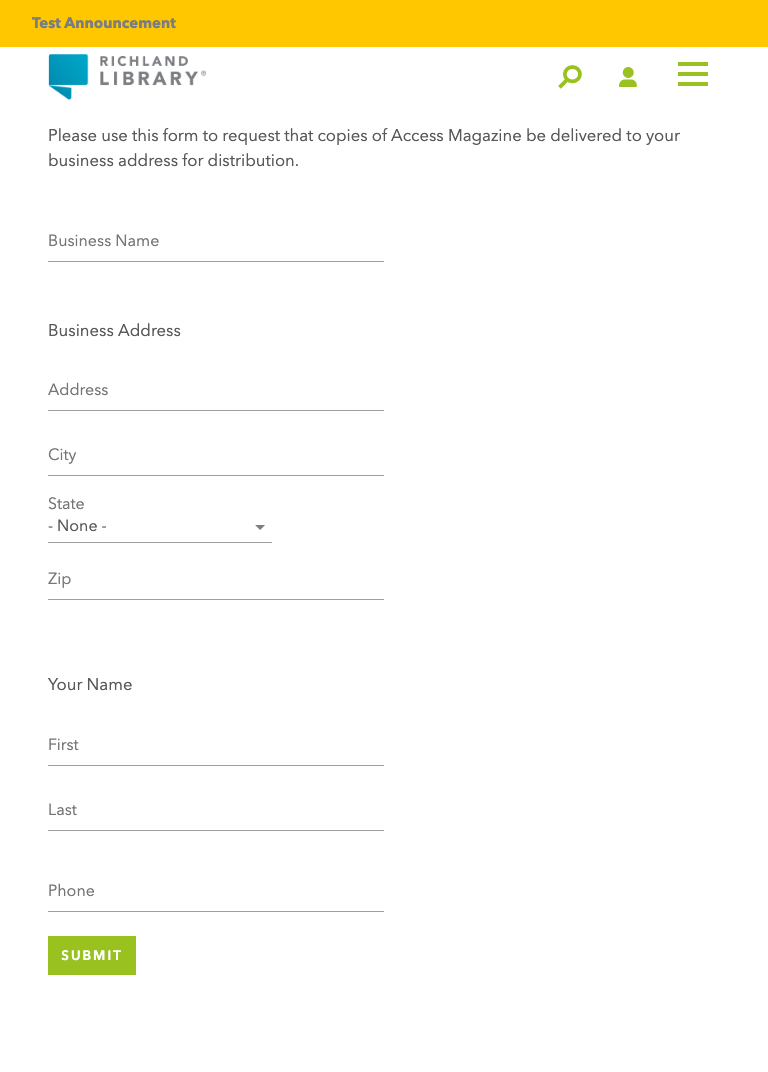 Test Announcement
RICHLAND
LIBRARY®
Please use this form to request that copies of Access Magazine be delivered to your
business address for distribution.
Business Name
Business Address
Address
City
State
- None -
Zip
Your Name
First
Last
Phone
SUBMIT